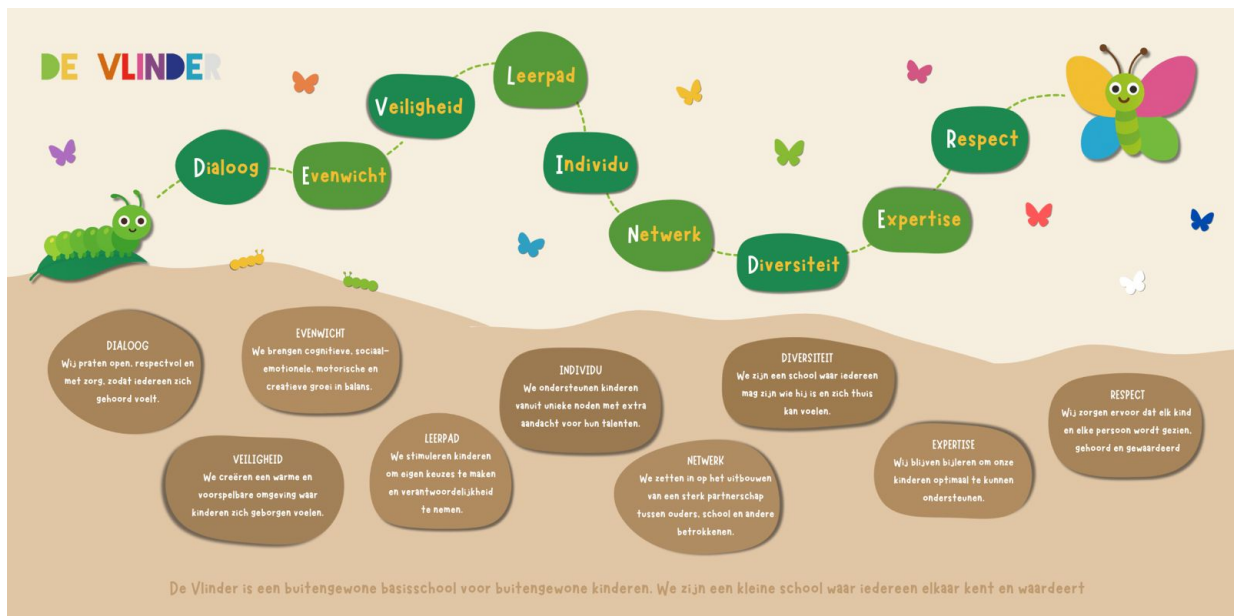 DE VLINDER
Dialoog
Evenwicht
Veiligheid
Leerpad
Individu
Netwerk
Diversiteit
Expertise
Respect
DIALOOG
Wij praten open, respectvol en
met zorg, zodat iedereen zich
gehoord voelt.
EVENWICHT
We brengen cognitieve, sociaal-
emotionele, motorische en
creatieve groei in balans.
VEILIGHEID
We creëren een warme en
voorspelbare omgeving waar
kinderen zich geborgen voelen.
LEERPAD
We stimuleren kinderen
om eigen keuzes te maken
en verantwoordelijkheid
te nemen.
INDIVIDU
We ondersteunen kinderen
vanuit unieke noden met extra
aandacht voor hun talenten.
NETWERK
We zetten in op het uitbouwen
van een sterk partnerschap
tussen ouders, school en andere
betrokkenen.
DIVERSITEIT
We zijn een school waar iedereen
mag zijn wie hij is en zich thuis
kan voelen.
EXPERTISE
Wij blijven bijleren om onze
kinderen optimaal te kunnen
ondersteunen.
RESPECT
Wij zorgen ervoor dat elk kind
en elke persoon wordt gezien,
gehoord en gewaardeerd
De Vlinder is een buitengewone basisschool voor buitengewone kinderen. We zijn een kleine school waar iedereen elkaar kent en waardeert